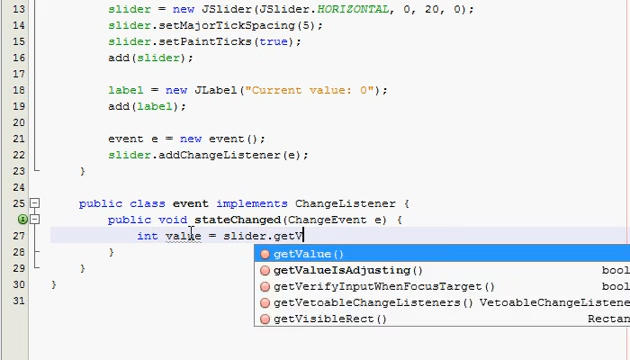 13 slider = new JSlider(JSlider.HORIZONTAL, 0, 20, 0);
14 slider.setMajorTickSpacing(5);
15 slider.setPaintTicks(true);
16 add(slider);
17
18 label = new JLabel("Current value: 0");
19 add(label);
20
21 event e = new event();
22 slider.addChangeListener(e);
23 }
25 public class event implements ChangeListener {
public void stateChanged(ChangeEvent e) {
27 int value = slider.getV
getValue()
28 }
getValueIsAdjusting() bool
29 }
getVerifyInputWhenFocusTarget() bool
30 }
getVetoableChangeListeners() VetoableChangeListene
31
getVisibleRect() Rectan